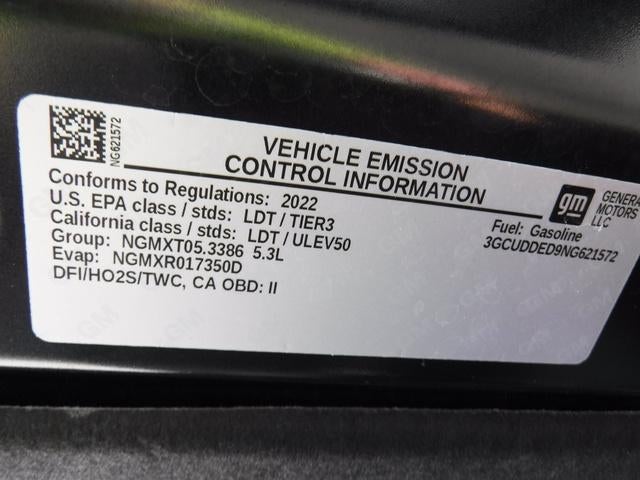 NG621572
VEHICLE EMISSION
CONTROL INFORMATION
Conforms to Regulations: 2022
U.S. EPA class / stds: LDT / TIER3
California class / stds: LDT / ULEV50
Group: NGMXT05.3386 5.3L
Evap: NGMXR017350D
DFI/HO2S/TWC, CA OBD: II
gm
GENERAL
MOTORS
LLC
Fuel: Gasoline
3GCUDDED9NG621572